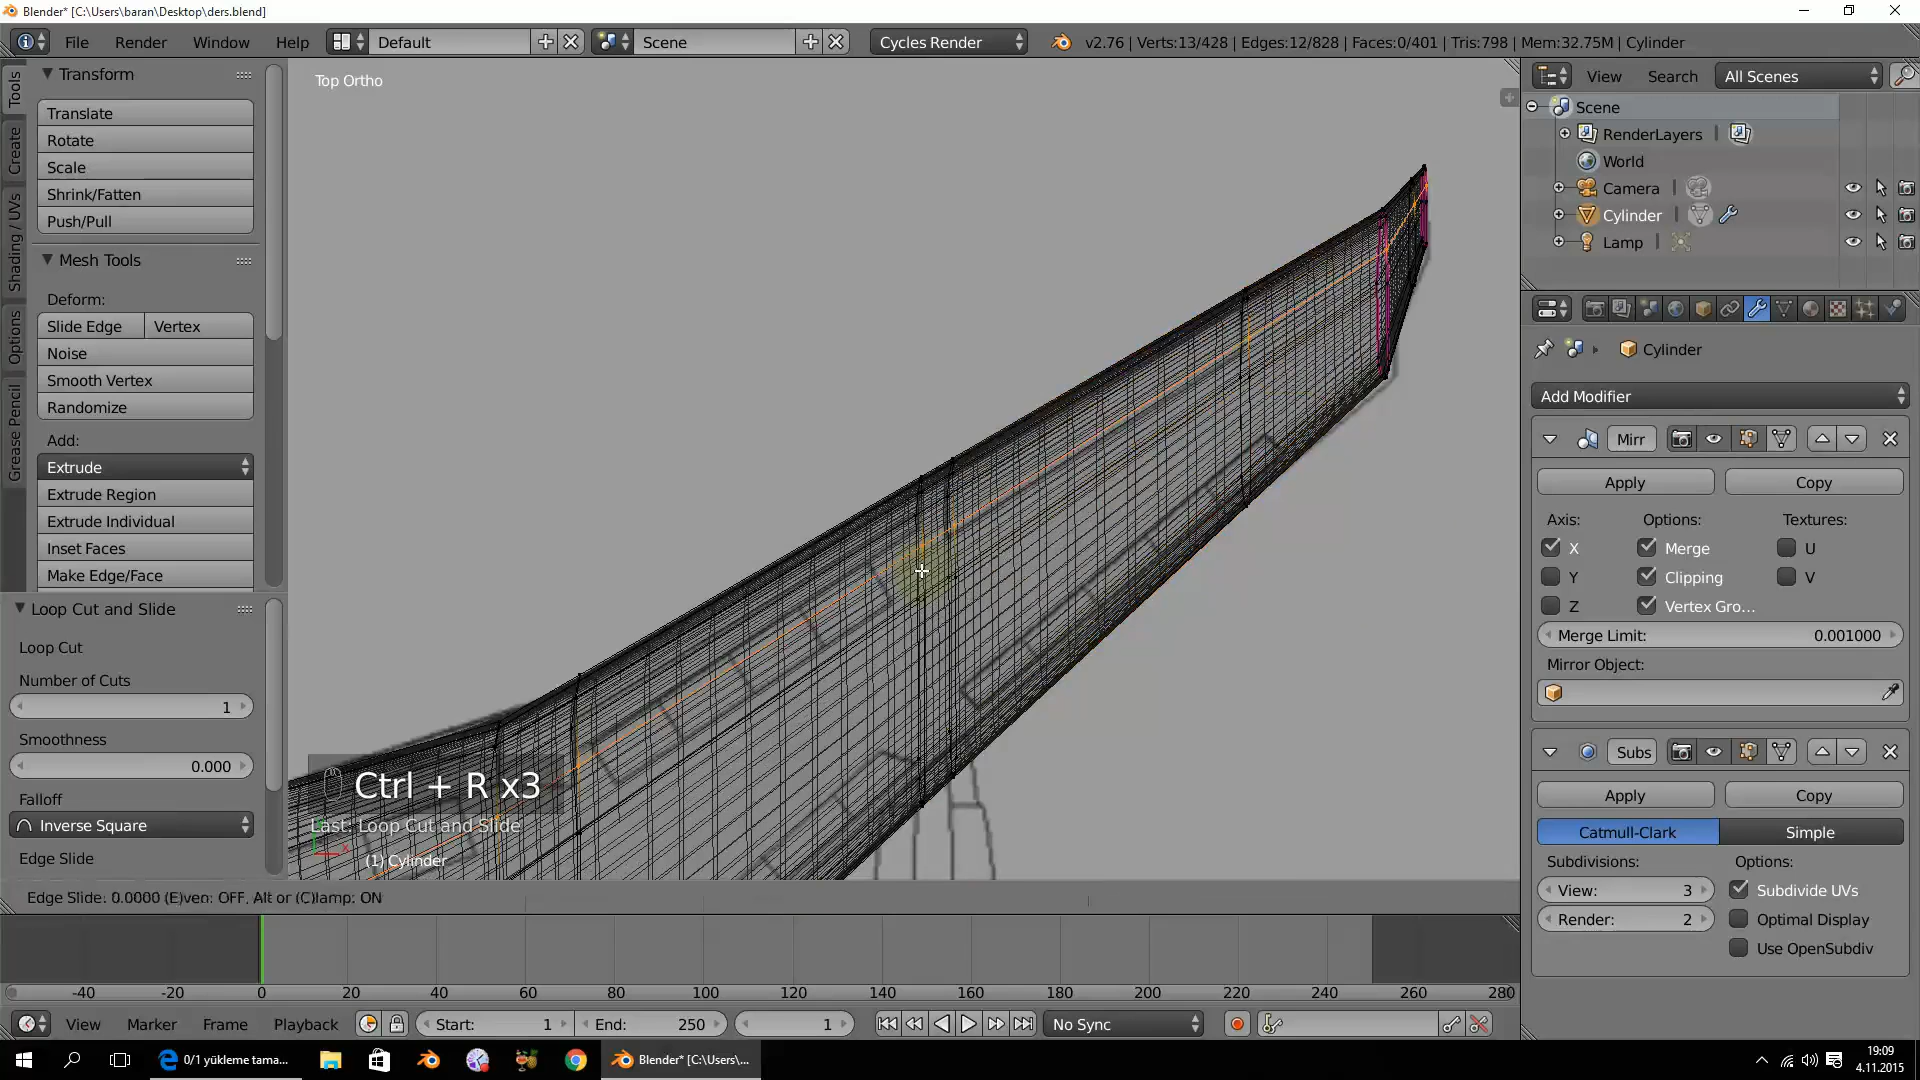 Blender* [C:\Users\baran\Desktop\ders.blend]
File Render Window Help Default Scene Cycles Render v2.76 | Verts:13/428 | Edges:12/828 | Faces:0/401 | Tris:798 | Mem:32.75M | Cylinder
Tools
Create
Shading / UVs
Options
Grease Pencil
Transform
Translate
Rotate
Scale
Shrink/Fatten
Push/Pull
Mesh Tools
Deform:
Slide Edge Vertex
Noise
Smooth Vertex
Randomize
Add:
Extrude
Extrude Region
Extrude Individual
Inset Faces
Make Edge/Face
Loop Cut and Slide
Loop Cut
Number of Cuts
1
Smoothness
0.000
Falloff
Inverse Square
Edge Slide
Top Ortho
Ctrl + R x3
Last: Loop Cut and Slide
x
(1) Cylinder
Edge Slide: 0.0000 (E)ven: OFF, Alt or (C)lamp: ON
View Search All Scenes
Scene
RenderLayers
World
Camera
Cylinder
Lamp
Cylinder
Add Modifier
Mirr
Apply Copy
Axis: Options: Textures:
X Merge U
Y Clipping V
Z Vertex Gro...
Merge Limit: 0.001000
Mirror Object:
Subs
Apply Copy
Catmull-Clark Simple
Subdivisions: Options:
View: 3 Subdivide UVs
Render: 2 Optimal Display
Use OpenSubdiv
-40 -20 0 20 40 60 80 100 120 140 160 180 200 220 240 260 280
View Marker Frame Playback Start: 1 End: 250 1 No Sync
0/1 yükleme tama... Blender* [C:\Users\... 19:09
4.11.2015